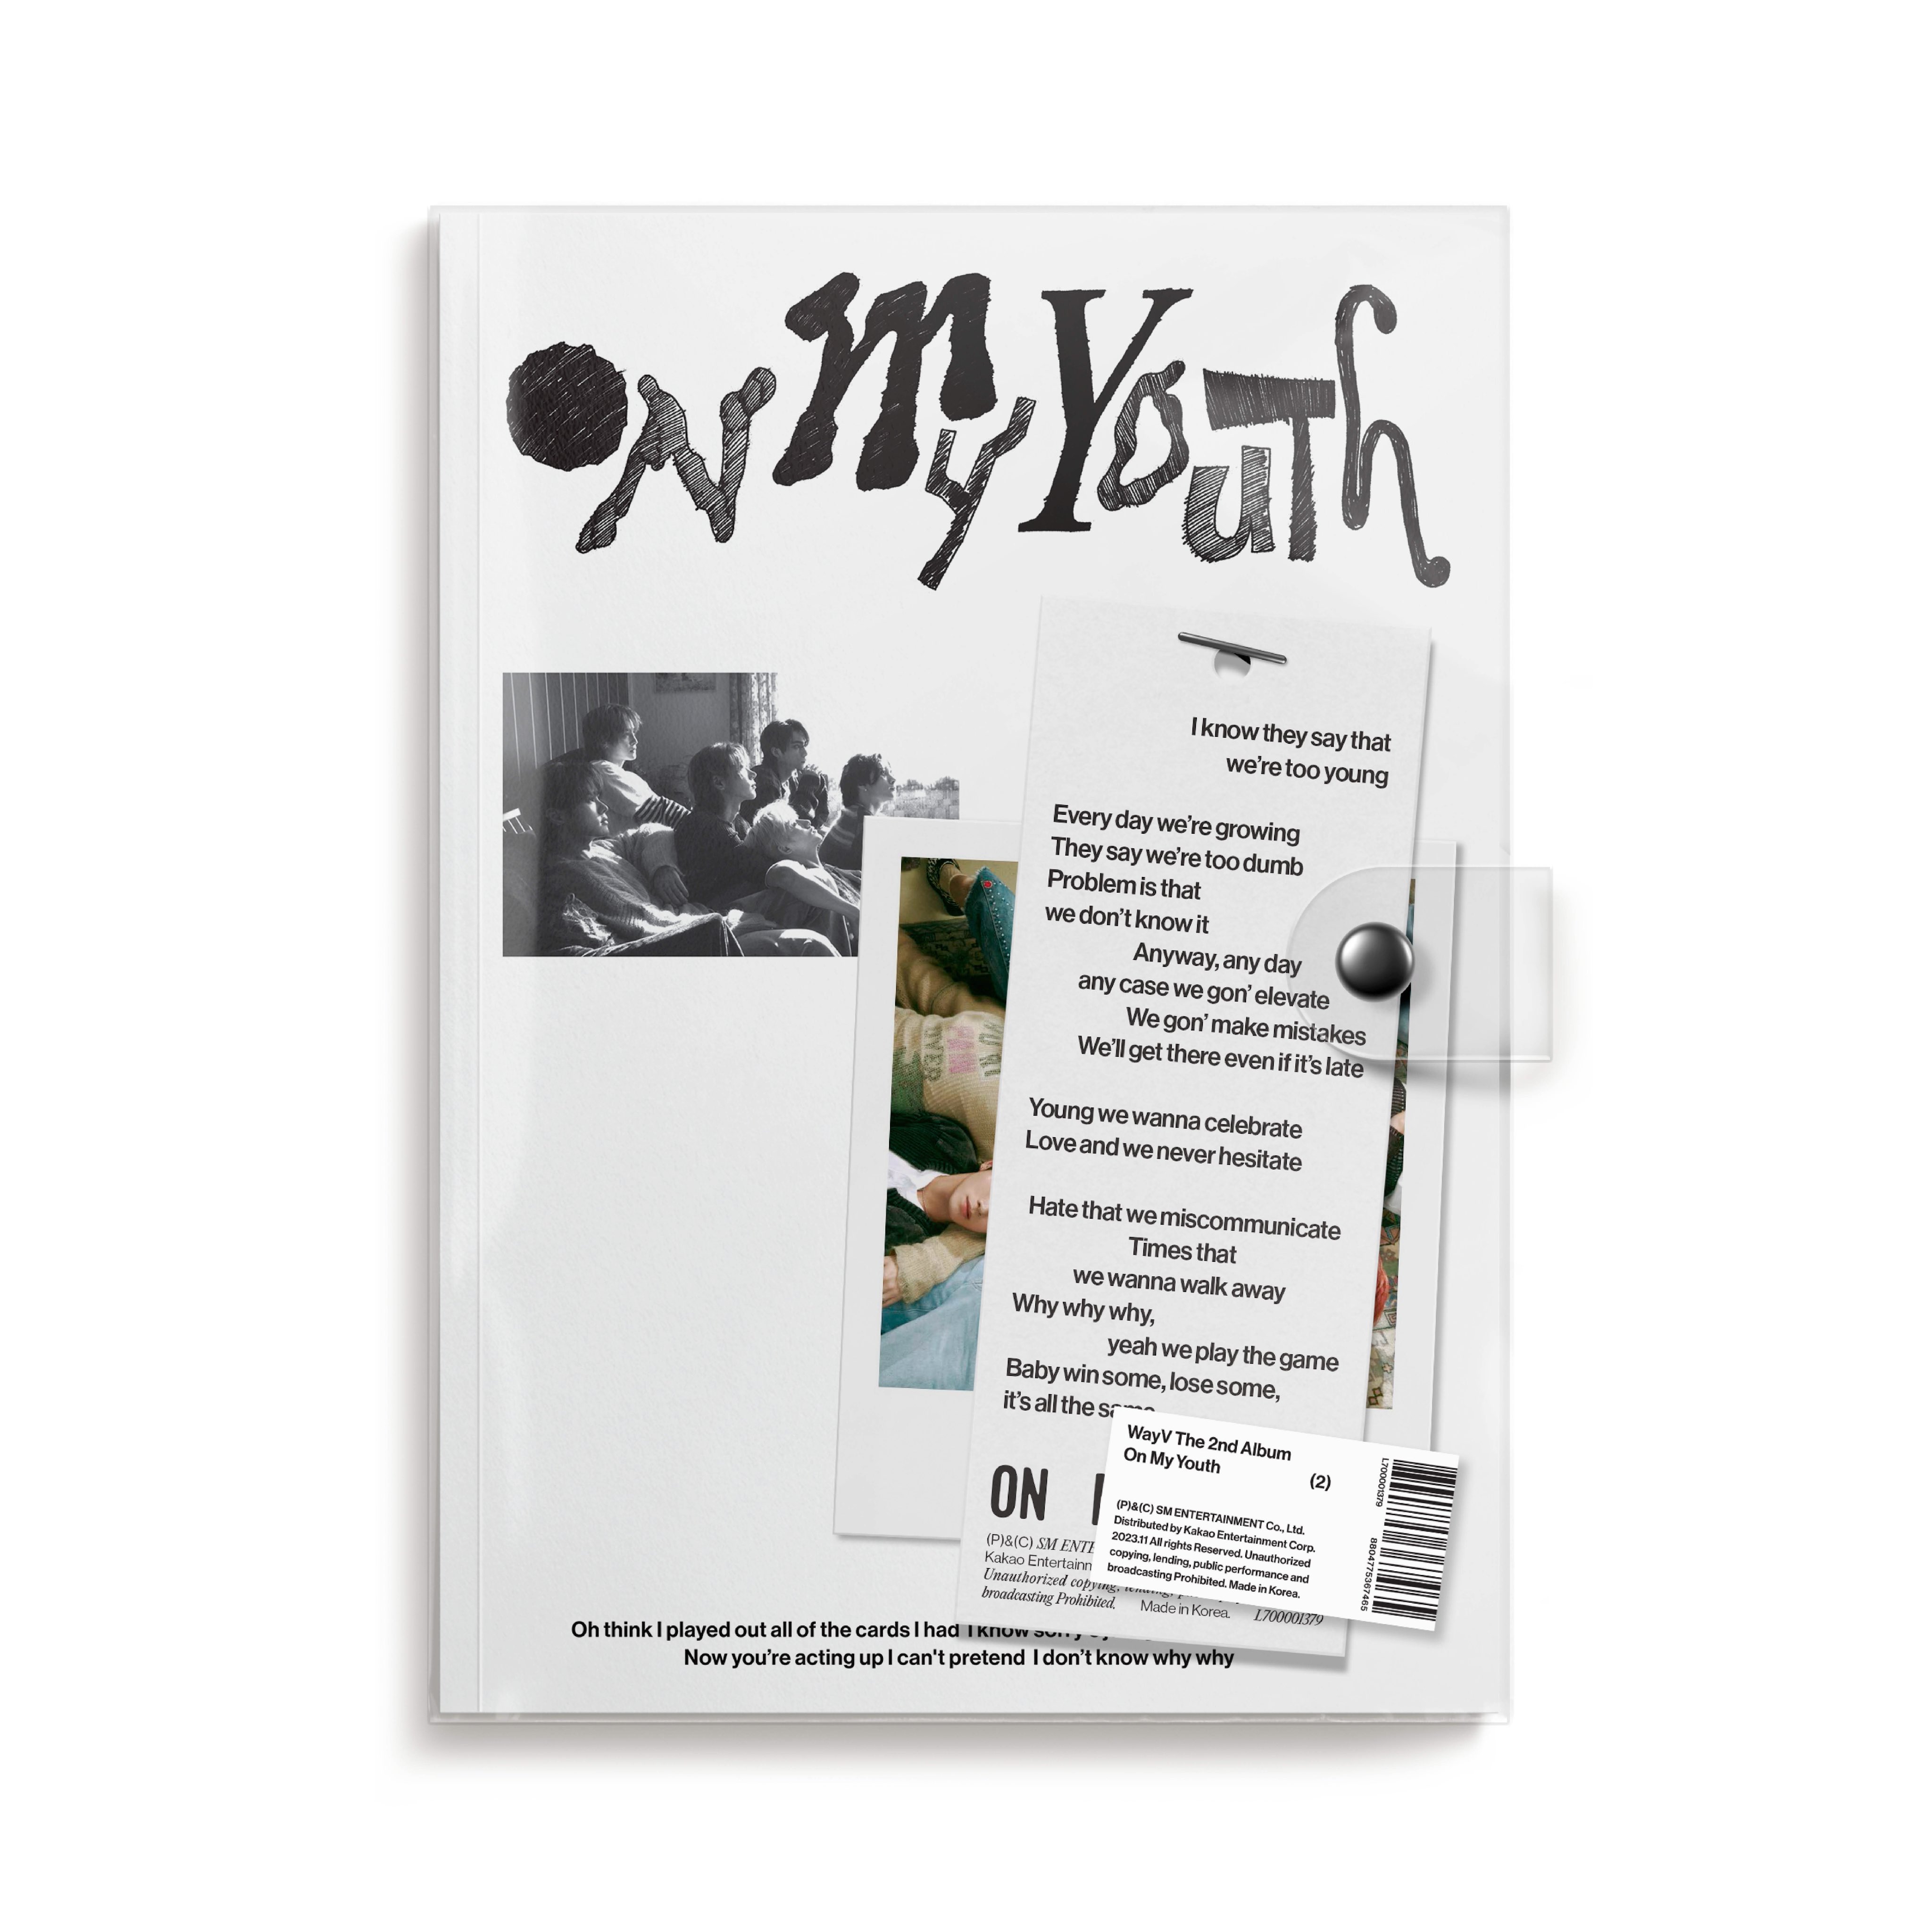 ON my YouTh
I know they say that
we're too young
Every day we're growing
They say we're too dumb
Problem is that
we don't know it
Anyway, any day
any case we gon' elevate
We gon' make mistakes
We'll get there even if it's late
Young we wanna celebrate
Love and we never hesitate
Hate that we miscommunicate
Times that
we wanna walk away
Why why why,
yeah we play the game
Baby win some, lose some,
it's all the same
ON
(P)&(C) SM ENTE
Kakao Entertainm
Unauthorized copying, lending,
broadcasting Prohibited. Made in Korea. L700001379
WayV The 2nd Album
On My Youth
(2)
(P)&(C) SM ENTERTAINMENT Co., Ltd.
Distributed by Kakao Entertainment Corp.
2023.11 All rights Reserved. Unauthorized
copying, lending, public performance and
broadcasting Prohibited. Made in Korea.
L700001379
8804775367465
Oh think I played out all of the cards I had I know sorry
Now you're acting up I can't pretend I don't know why why